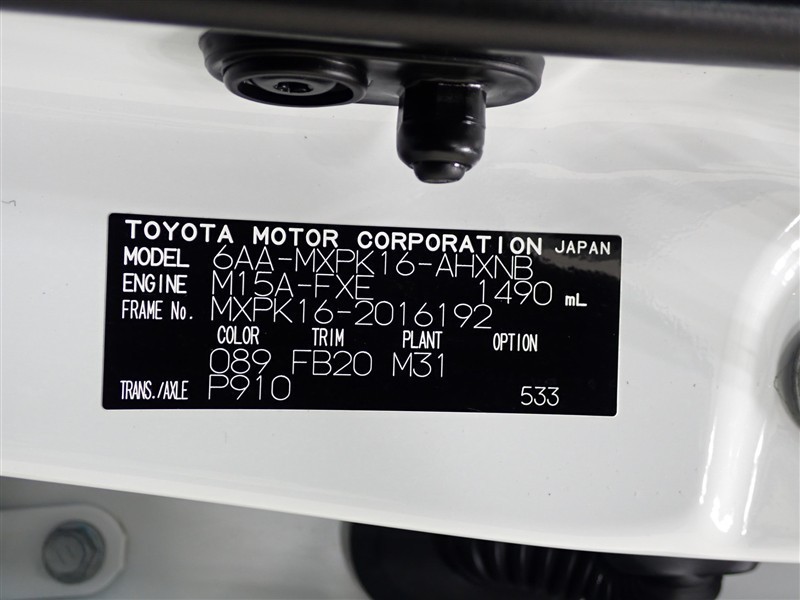 TOYOTA MOTOR CORPORATION JAPAN
MODEL 6AA-MXPK16-AHXNB
ENGINE M15A-FXE 1490 mL
FRAME No. MXPK16-2016192
COLOR TRIM PLANT OPTION
089 FB20 M31
TRANS./AXLE P910 533